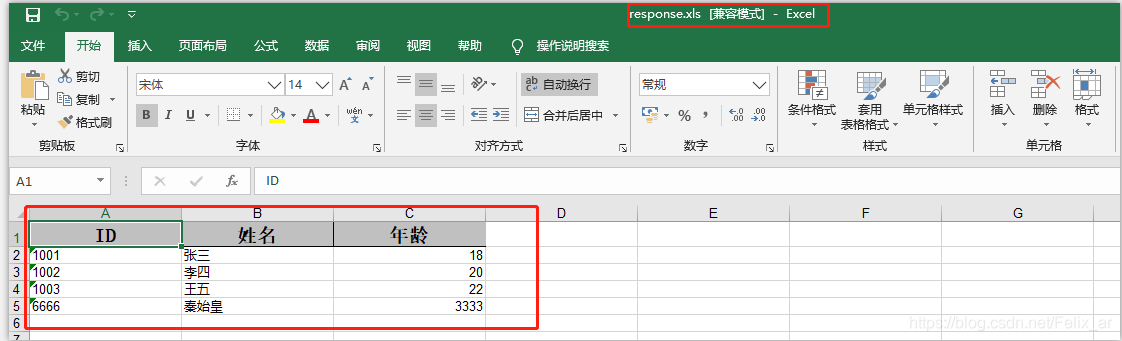 response.xls [兼容模式] - Excel
文件 开始 插入 页面布局 公式 数据 审阅 视图 帮助 操作说明搜索
粘贴 剪切 复制 格式刷 剪贴板
宋体 14 A A
B I U A wén 文
字体
ab c 自动换行
合并后居中
对齐方式
常规
% , .00 .0
数字
条件格式 套用 表格格式 单元格样式
样式
插入 删除 格式
单元格
A1 fx ID
A B C D E F G
1 ID 姓名 年龄
2 1001 张三 18
3 1002 李四 20
4 1003 王五 22
5 6666 秦始皇 3333
6
7
https://blog.csdn.net/Felix_ar